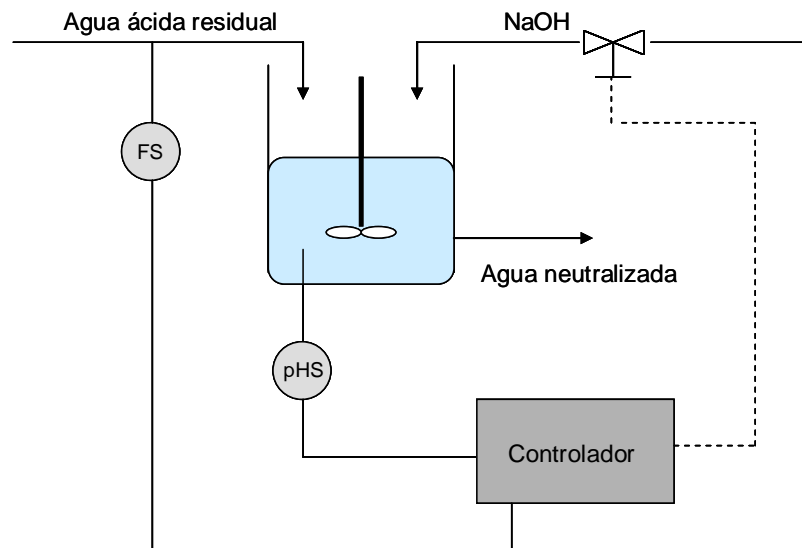 Agua ácida residual
NaOH
FS
Agua neutralizada
pHS
Controlador